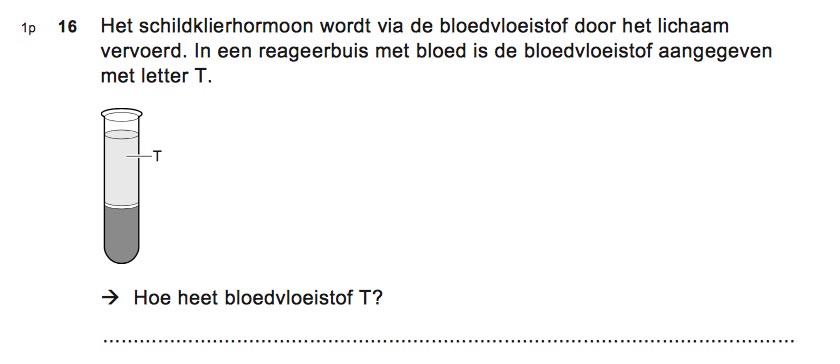 1p 16 Het schildklierhormoon wordt via de bloedvloeistof door het lichaam
vervoerd. In een reageerbuis met bloed is de bloedvloeistof aangegeven
met letter T.
T
→ Hoe heet bloedvloeistof T?